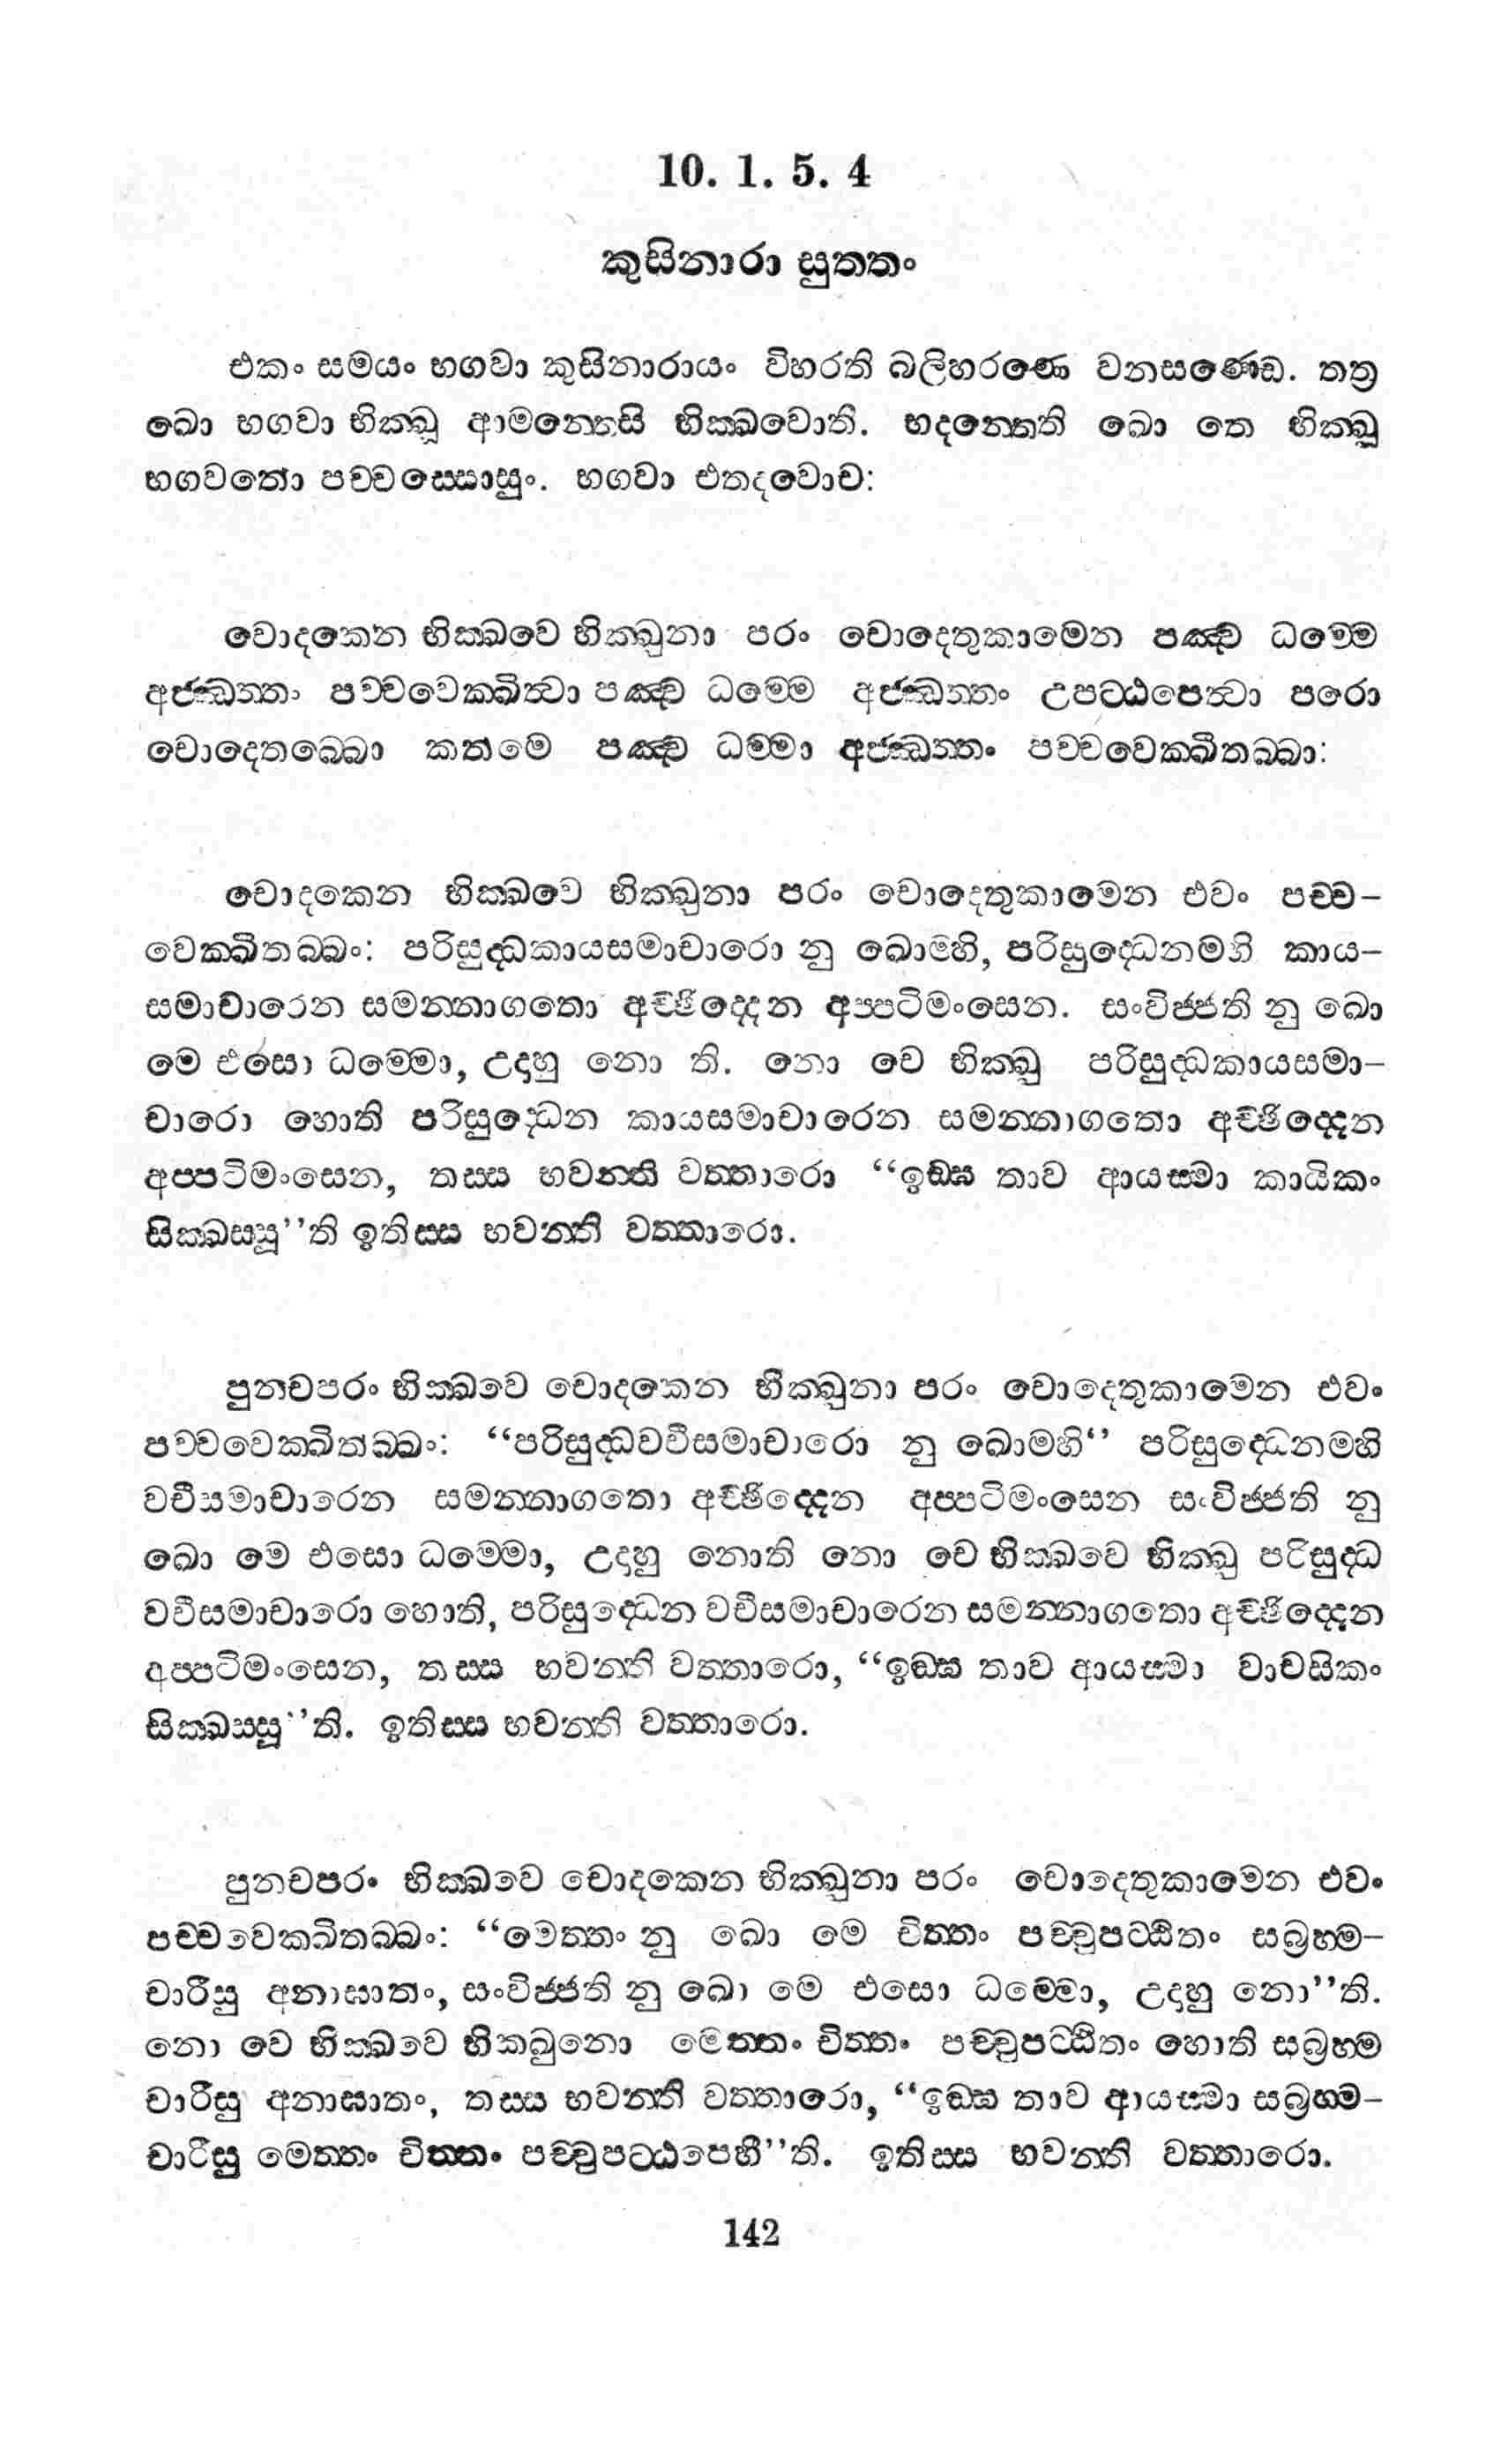 10. 1. 5. 4
කුසිනාරා සුත්තං
එකං සමයං භගවා කුසිනාරායං විහරති බලිහරණෙ වනසණ්ඩෙ. තත්‍ර
ඛො භගවා භික්ඛූ ආමන්තෙසි භික්ඛවොති. භදන්තෙති ඛො තෙ භික්ඛූ
භගවතො පච්චස්සොසුං. භගවා එතදවොච:
චොදකෙන භික්ඛවෙ භික්ඛුනා පරං චොදෙතුකාමෙන පඤ්ච ධම්මෙ
අජ්ඣත්තං පච්චවෙක්ඛිත්වා පඤ්ච ධම්මෙ අජ්ඣත්තං උපට්ඨපෙත්වා පරො
චොදෙතබ්බො කතමෙ පඤ්ච ධම්මා අජ්ඣත්තං පච්චවෙක්ඛිතබ්බා:
චොදකෙන භික්ඛවෙ භික්ඛුනා පරං චොදෙතුකාමෙන එවං පච්ච-
වෙක්ඛිතබ්බං: පරිසුද්ධකායසමාචාරො නු ඛොම්හි, පරිසුද්ධෙනම්හි කාය-
සමාචාරෙන සමන්නාගතො අච්ඡිද්දෙන අප්පටිමංසෙන. සංවිජ්ජති නු ඛො
මෙ එසො ධම්මො, උදාහු නො ති. නො චෙ භික්ඛු පරිසුද්ධකායසමා-
චාරො හොති පරිසුද්ධෙන කායසමාචාරෙන සමන්නාගතො අච්ඡිද්දෙන
අප්පටිමංසෙන, තස්ස භවන්ති වත්තාරො “ඉඞ්ඝ තාව ආයස්මා කායිකං
සික්ඛස්සූ’’ති ඉතිස්ස භවන්ති වත්තාරො.
පුනචපරං භික්ඛවෙ චොදකෙන භික්ඛුනා පරං චොදෙතුකාමෙන එවං
පච්චවෙක්ඛිතබ්බං: “පරිසුද්ධවචීසමාචාරො නු ඛොම්හි“ පරිසුද්ධෙනම්හි
වචීසමාචාරෙන සමන්නාගතො අච්ඡිද්දෙන අප්පටිමංසෙන සංවිජ්ජති නු
ඛො මෙ එසො ධම්මො, උදාහු නොති නො චෙ භික්ඛවෙ භික්ඛු පරිසුද්ධ
වචීසමාචාරො හොති, පරිසුද්ධෙන වචීසමාචාරෙන සමන්නාගතො අච්ඡිද්දෙන
අප්පටිමංසෙන, තස්ස භවන්ති වත්තාරො, “ඉඞ්ඝ තාව ආයස්මා වාචසිකං
සික්ඛස්සූ’’ති. ඉතිස්ස භවන්ති වත්තාරො.
පුනචපරං භික්ඛවෙ චොදකෙන භික්ඛුනා පරං චොදෙතුකාමෙන එවං
පච්චවෙක්ඛිතබ්බං: “මෙත්තං නු ඛො මෙ චිත්තං පච්චුපට්ඨිතං සබ්‍රහ්ම-
චාරීසු අනාඝාතං, සංවිජ්ජති නු ඛො මෙ එසො ධම්මො, උදාහු නො’’ති.
නො චෙ භික්ඛවෙ භික්ඛුනො මෙත්තං චිත්තං පච්චුපට්ඨිතං හොති සබ්‍රහ්ම
චාරීසු අනාඝාතං, තස්ස භවන්ති වත්තාරො, “ඉඞ්ඝ තාව ආයස්මා සබ්‍රහ්ම-
චාරීසු මෙත්තං චිත්තං පච්චුපට්ඨපෙහී’’ති. ඉතිස්ස භවන්ති වත්තාරො.
142